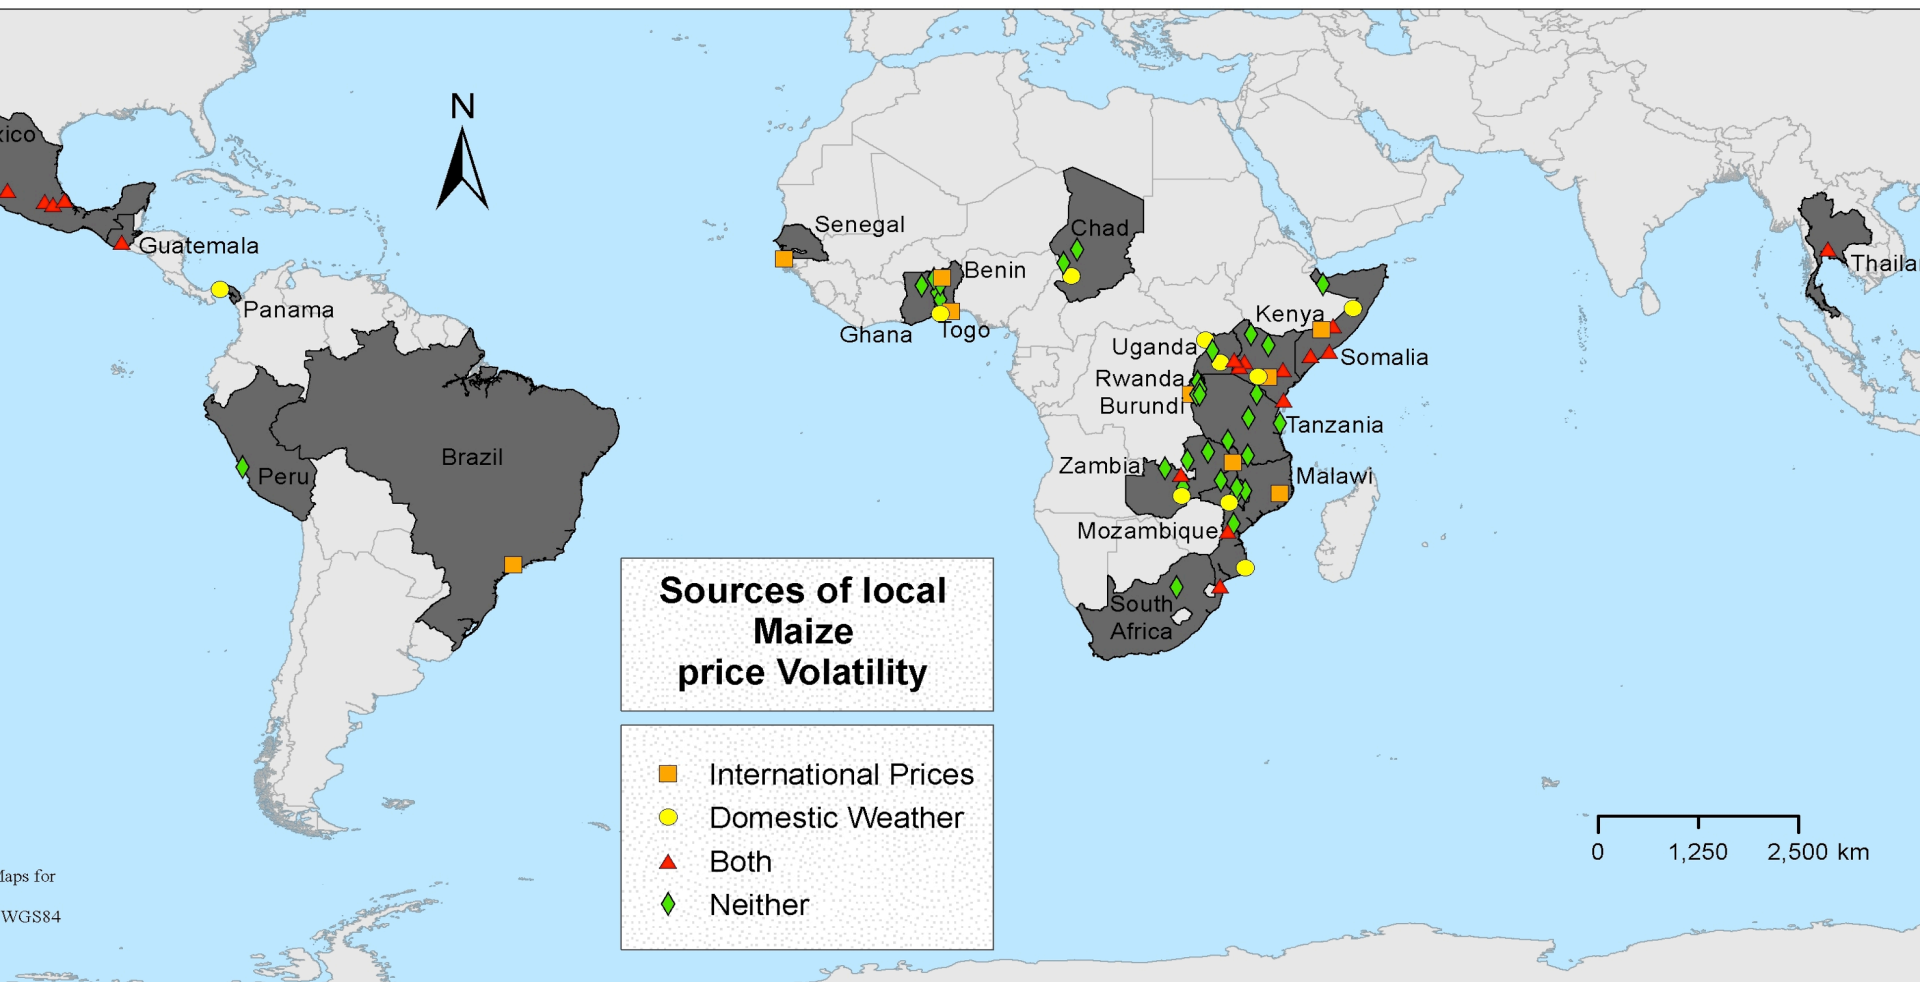 N
xico
Guatemala
Panama
Peru
Brazil
Senegal
Chad
Benin
Ghana
Togo
Kenya
Uganda
Somalia
Rwanda
Burundi
Tanzania
Zambia
Malawi
Mozambique
South
Africa
Thailan
Sources of local
Maize
price Volatility
International Prices
Domestic Weather
Both
Neither
0 1,250 2,500 km
Maps for
WGS84